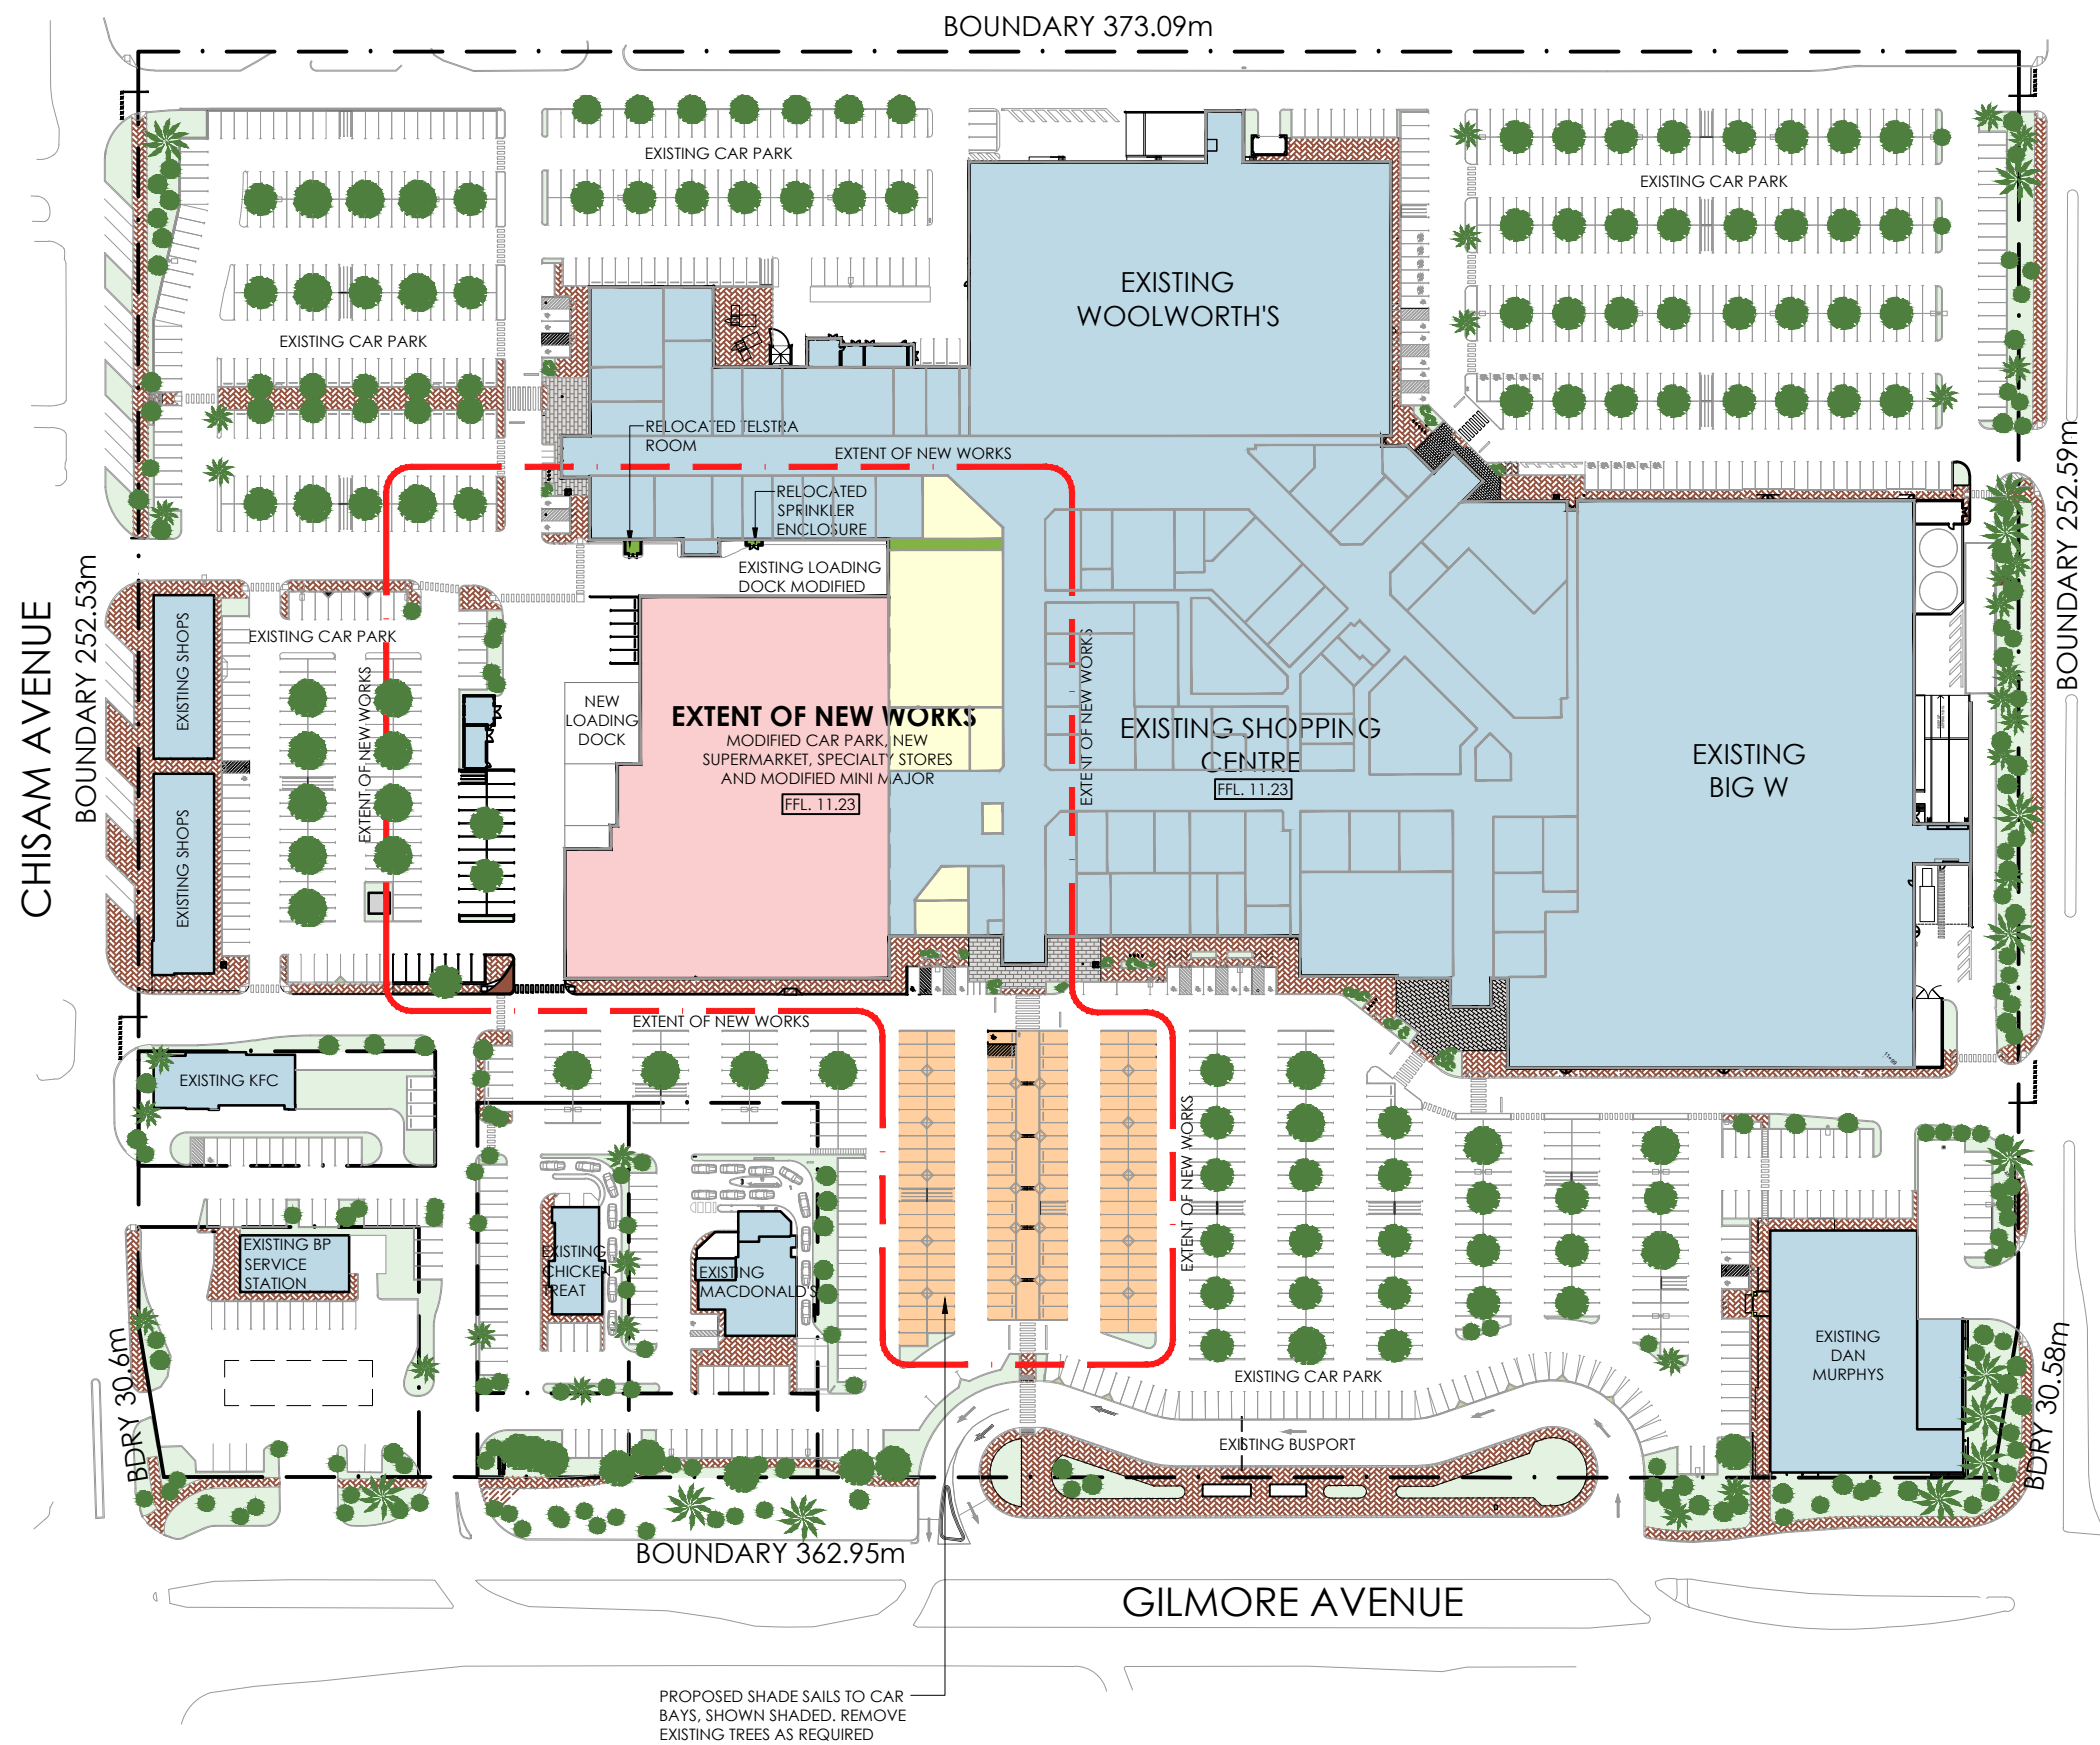 BOUNDARY 373.09m
EXISTING CAR PARK
EXISTING CAR PARK
EXISTING
WOOLWORTH'S
EXISTING CAR PARK
RELOCATED TELSTRA
ROOM
EXTENT OF NEW WORKS
RELOCATED
SPRINKLER
ENCLOSURE
EXISTING LOADING
DOCK MODIFIED
CHISAM AVENUE
BOUNDARY 252.53m
BOUNDARY 252.59m
EXISTING SHOPS
EXISTING SHOPS
EXISTING CAR PARK
EXTENT OF NEW WORKS
NEW
LOADING
DOCK
EXTENT OF NEW WORKS
MODIFIED CAR PARK, NEW
SUPERMARKET, SPECIALTY STORES
AND MODIFIED MINI MAJOR
FFL. 11.23
EXTENT OF NEW WORKS
EXISTING SHOPPING
CENTRE
FFL. 11.23
EXISTING
BIG W
EXTENT OF NEW WORKS
EXISTING KFC
EXTENT OF NEW WORKS
EXISTING BP
SERVICE
STATION
EXISTING
CHICKEN
TREAT
EXISTING
MACDONALD'S
EXISTING
DAN
MURPHYS
BDRY 30.6m
BDRY 30.58m
EXISTING CAR PARK
EXISTING BUSPORT
BOUNDARY 362.95m
GILMORE AVENUE
PROPOSED SHADE SAILS TO CAR
BAYS, SHOWN SHADED. REMOVE
EXISTING TREES AS REQUIRED